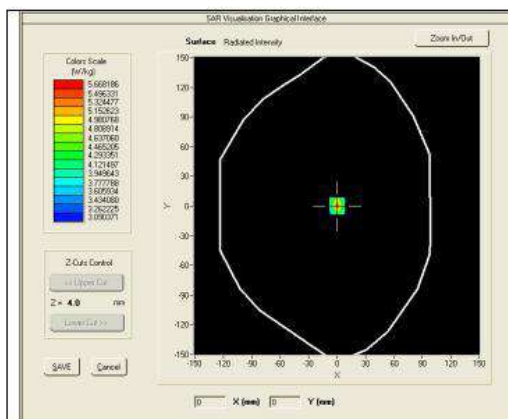 SAR Visualisation Graphical Interface
Surface Radiated Intensity
Zoom In/Out
Colors Scale
(W/kg)
5.668186
5.496331
5.324477
5.152623
4.980768
4.808914
4.637060
4.465205
4.293351
4.121497
3.949643
3.777788
3.605934
3.434080
3.262225
3.090371
Z-Cuts Control
<< Upper Cut
Z = 4.0 mm
Lower Cut >>
SAVE Cancel
150
120
90
60
30
0
-30
-60
-90
-120
-150
Y
-150 -120 -90 -60 -30 0 30 60 90 120 150
X
0 X (mm) 0 Y (mm)